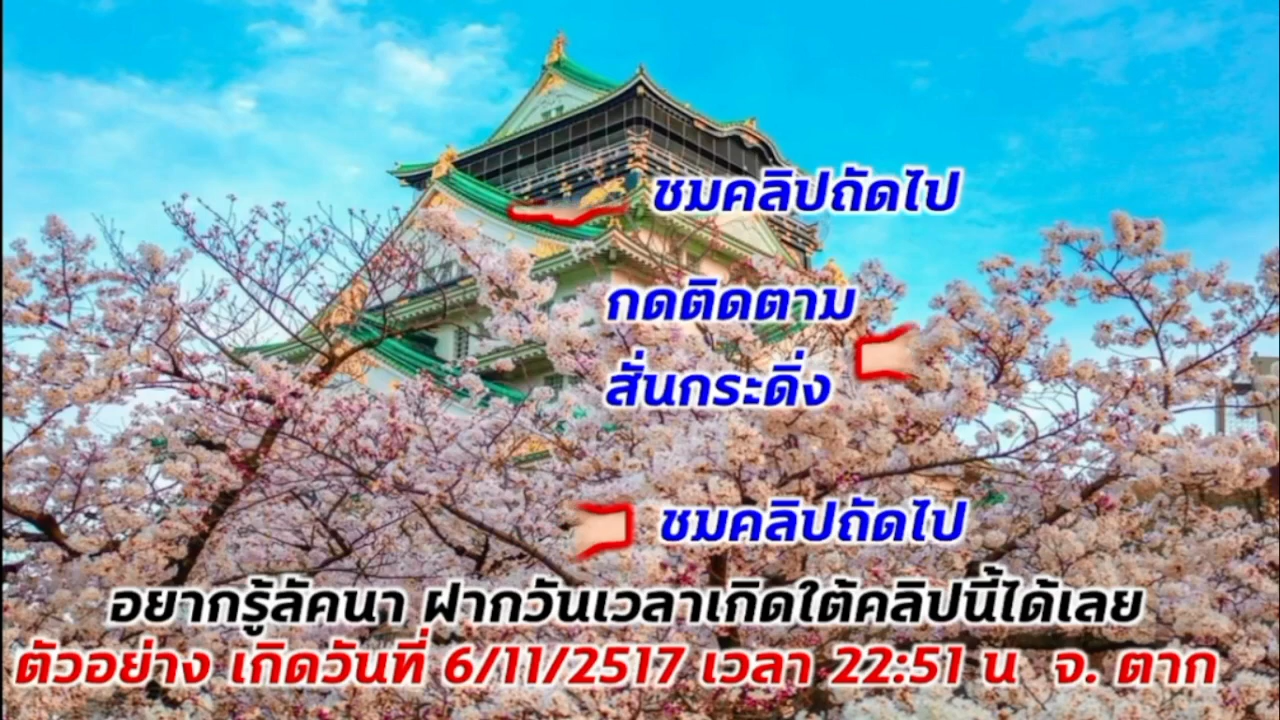 ชมคลิปถัดไป
กดติดตาม
สั่นกระดิ่ง
ชมคลิปถัดไป
อยากรู้ลัคนา ฝากวันเวลาเกิดใต้คลิปนี้ได้เลย
ตัวอย่าง เกิดวันที่ 6/11/2517 เวลา 22:51 น จ. ตาก